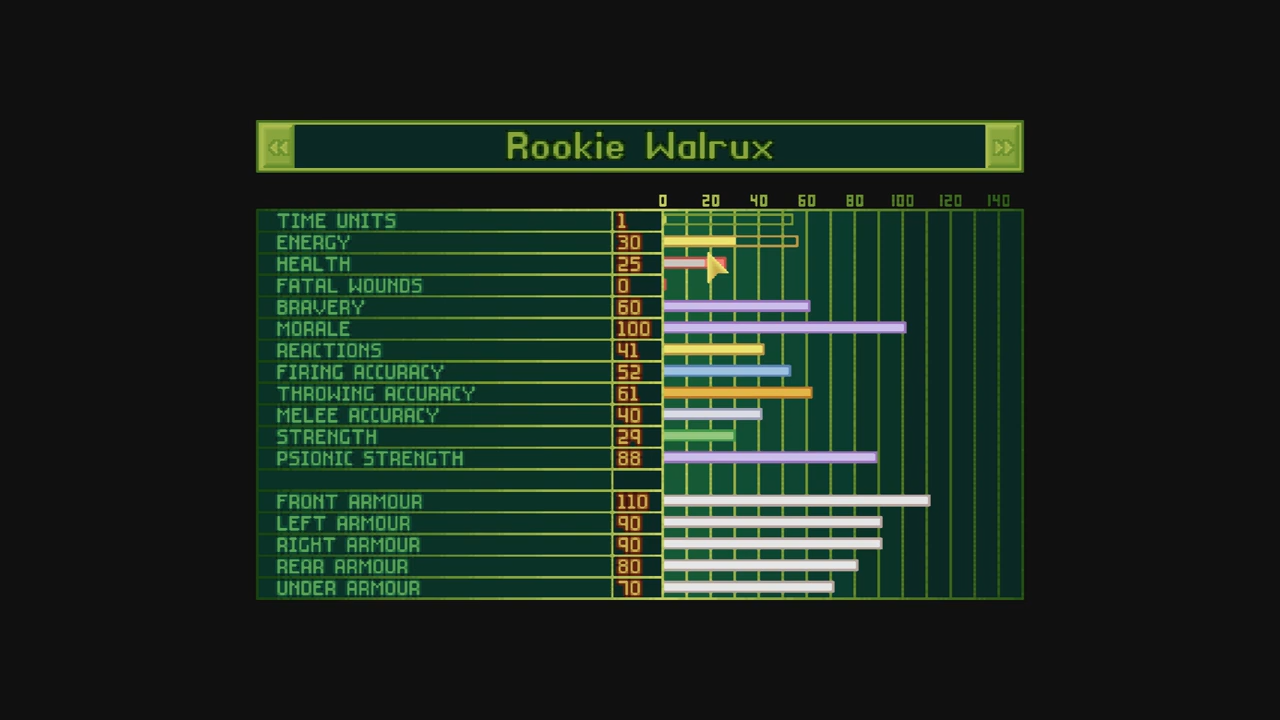 Rookie Walrux
0 20 40 60 80 100 120 140
TIME UNITS 1
ENERGY 30
HEALTH 25
FATAL WOUNDS 0
BRAVERY 60
MORALE 100
REACTIONS 41
FIRING ACCURACY 52
THROWING ACCURACY 61
MELEE ACCURACY 40
STRENGTH 29
PSIONIC STRENGTH 88
FRONT ARMOUR 110
LEFT ARMOUR 90
RIGHT ARMOUR 90
REAR ARMOUR 80
UNDER ARMOUR 70